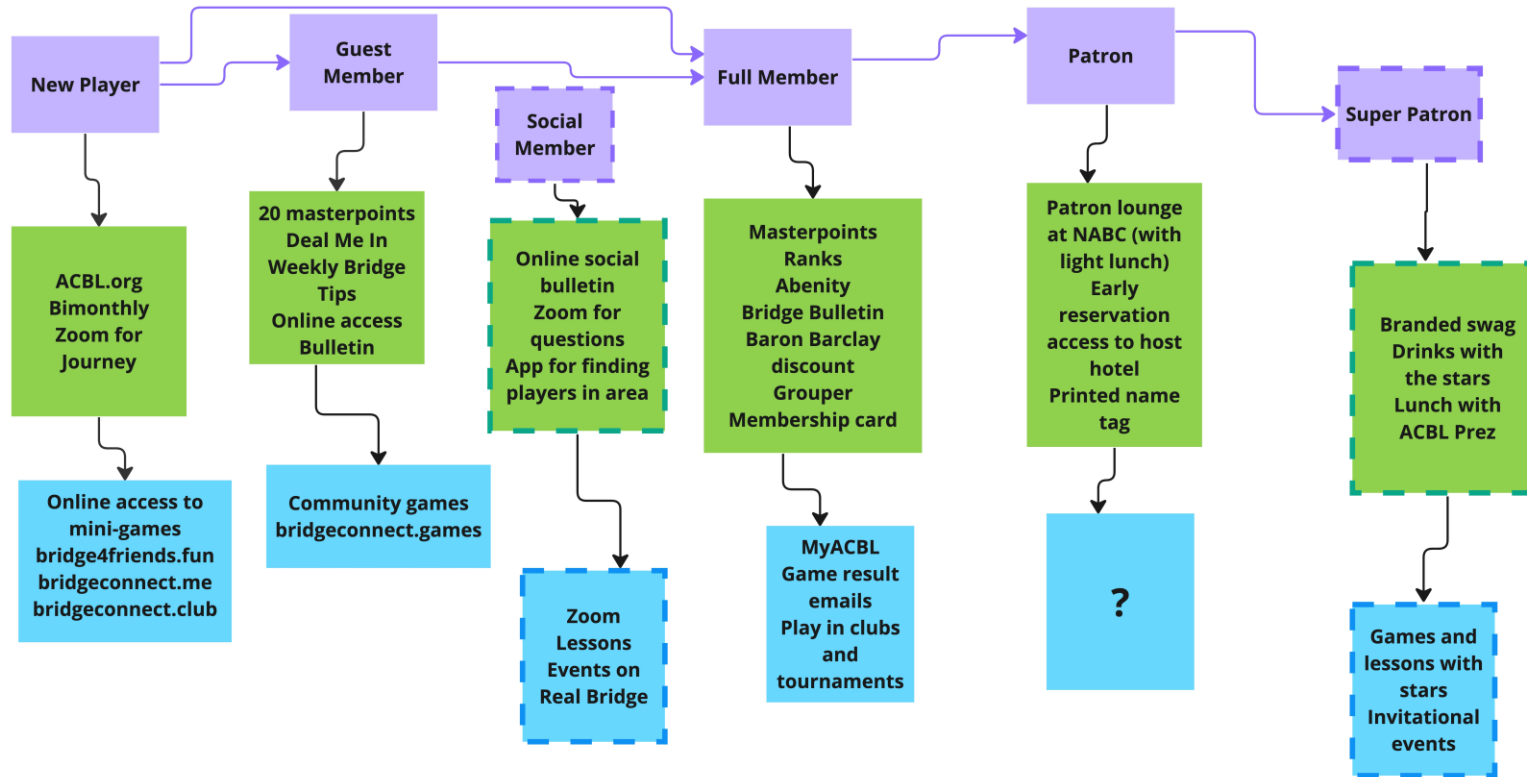 New Player
Guest
Member
Social
Member
Full Member
Patron
Super Patron
ACBL.org
Bimonthly
Zoom for
Journey
20 masterpoints
Deal Me In
Weekly Bridge
Tips
Online access
Bulletin
Online social
bulletin
Zoom for
questions
App for finding
players in area
Masterpoints
Ranks
Abenity
Bridge Bulletin
Baron Barclay
discount
Grouper
Membership card
Patron lounge
at NABC (with
light lunch)
Early
reservation
access to host
hotel
Printed name
tag
Branded swag
Drinks with
the stars
Lunch with
ACBL Prez
Online access to
mini-games
bridge4friends.fun
bridgeconnect.me
bridgeconnect.club
Community games
bridgeconnect.games
Zoom
Lessons
Events on
Real Bridge
MyACBL
Game result
emails
Play in clubs
and
tournaments
?
Games and
lessons with
stars
Invitational
events